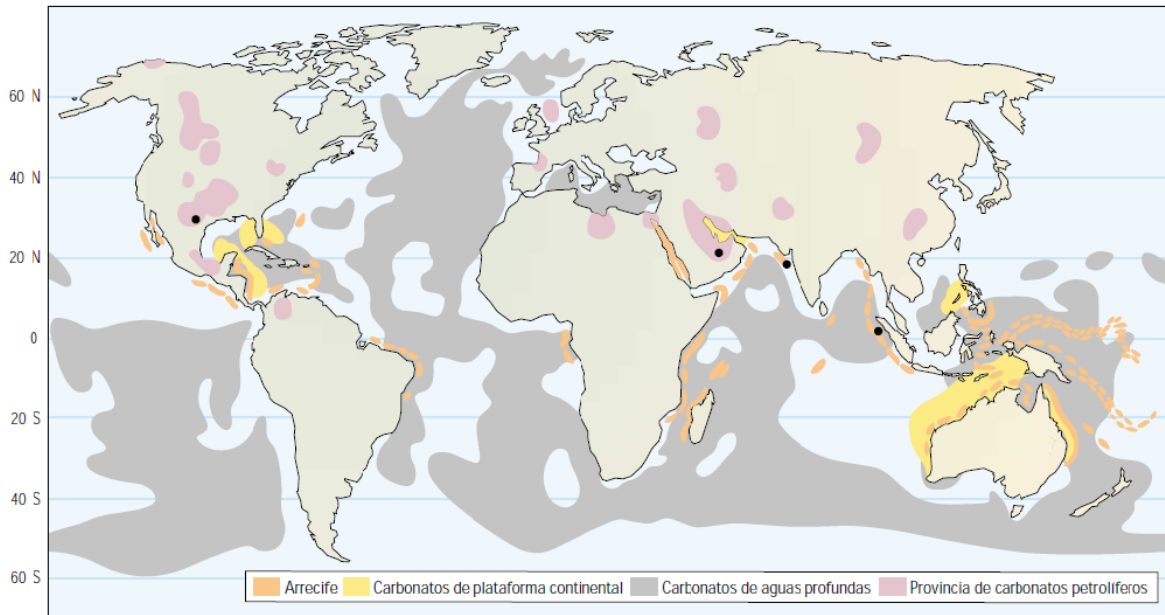 60 N
40 N
20 N
0
20 S
40 S
60 S
Arrecife Carbonatos de plataforma continental Carbonatos de aguas profundas Provincia de carbonatos petrolíferos